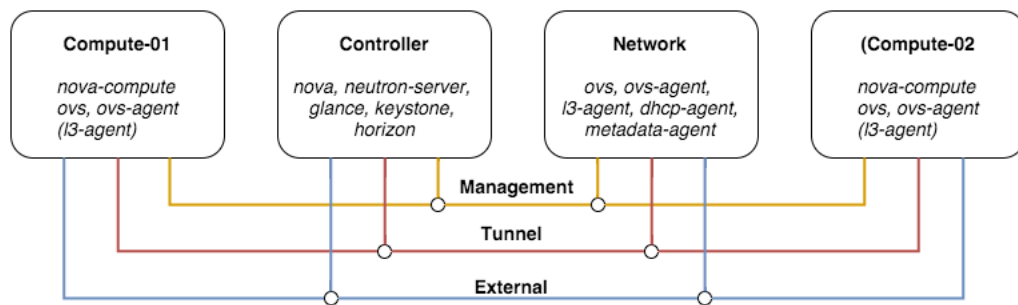 Compute-01
nova-compute
ovs, ovs-agent
(l3-agent)
Controller
nova, neutron-server,
glance, keystone,
horizon
Network
ovs, ovs-agent,
l3-agent, dhcp-agent,
metadata-agent
(Compute-02
nova-compute
ovs, ovs-agent
(l3-agent)
Management
Tunnel
External